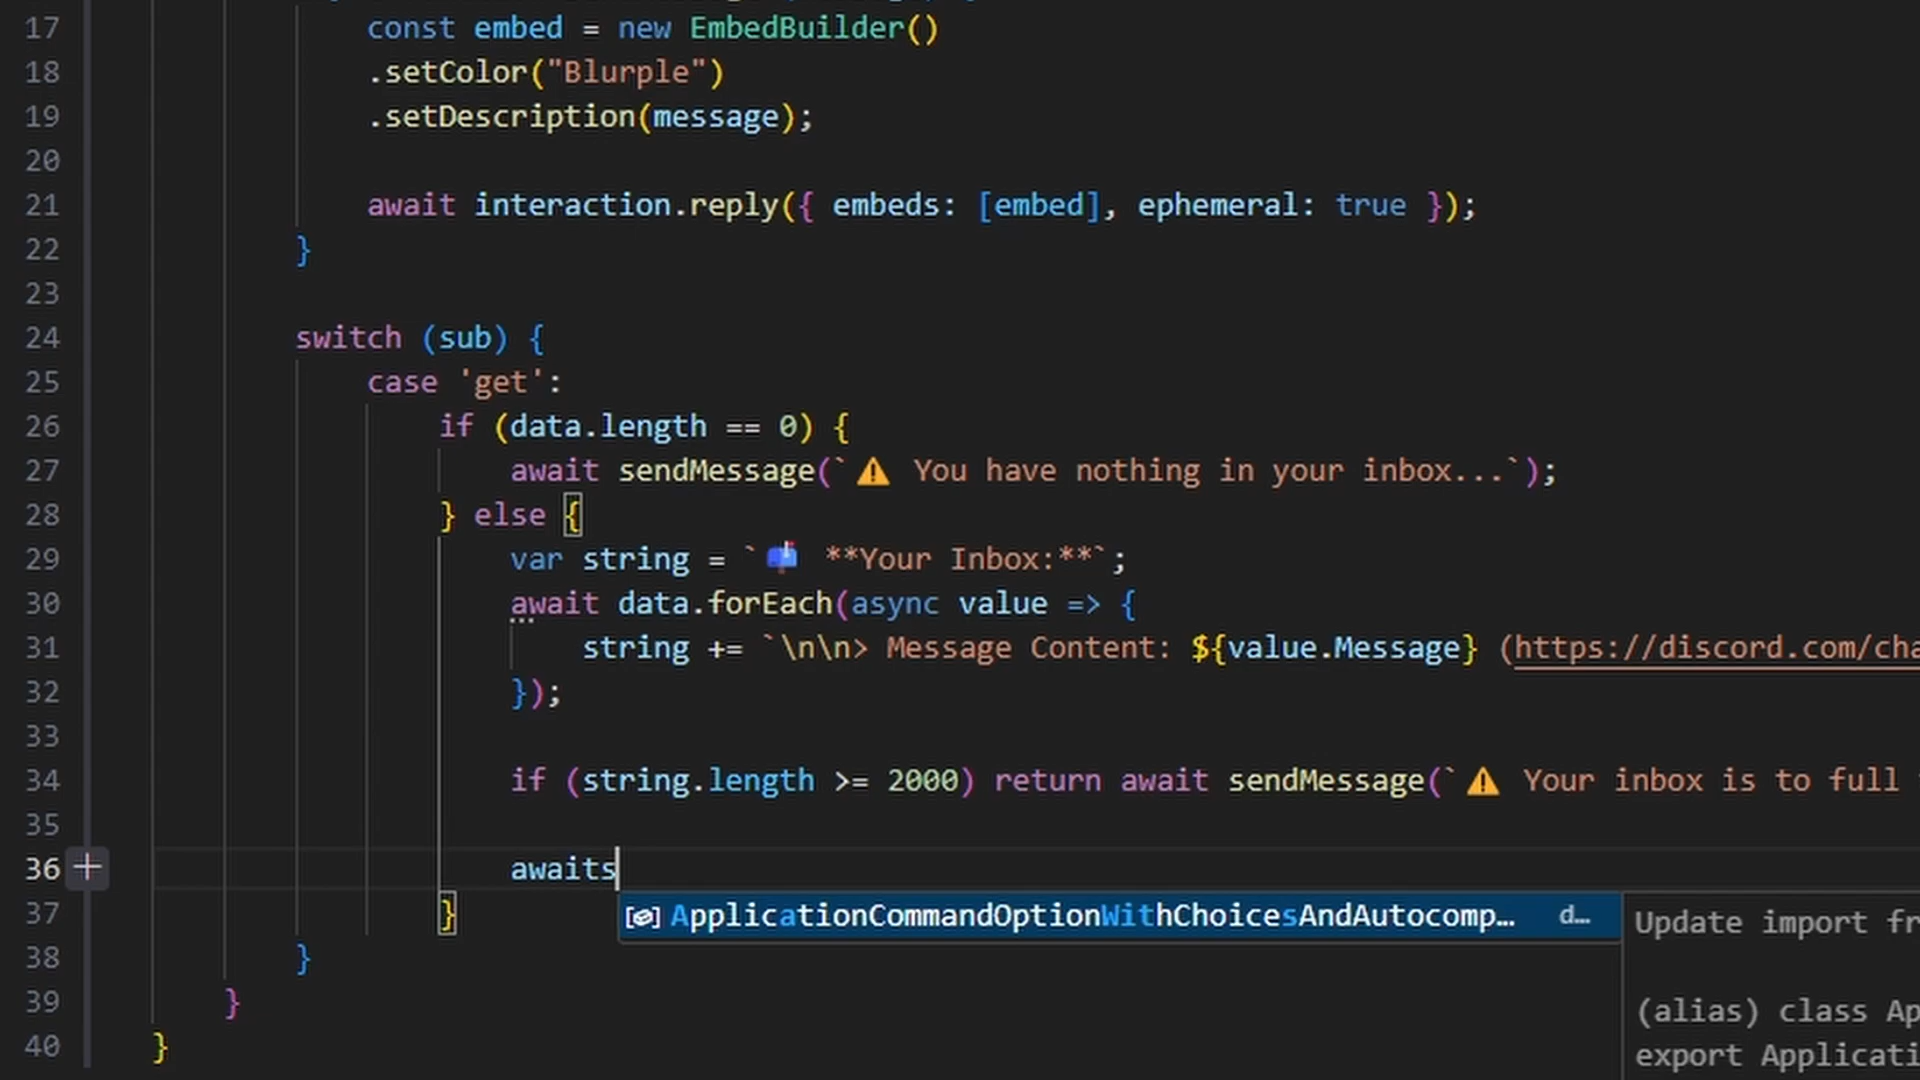 17 const embed = new EmbedBuilder()
18 .setColor("Blurple")
19 .setDescription(message);
20
21 await interaction.reply({ embeds: [embed], ephemeral: true });
22 }
23
24 switch (sub) {
25 case 'get':
26 if (data.length == 0) {
27 await sendMessage(`⚠️ You have nothing in your inbox...`);
28 } else {
29 var string = `📫 **Your Inbox:**`;
30 await data.forEach(async value => {
31 string += `\n\n> Message Content: ${value.Message} (https://discord.com/cha
32 });
33
34 if (string.length >= 2000) return await sendMessage(`⚠️ Your inbox is to full
35
36 awaits
37 } ApplicationCommandOptionWithChoicesAndAutocomp… d… Update import fr
38 }
39 } (alias) class Ap
40 } export Applicati